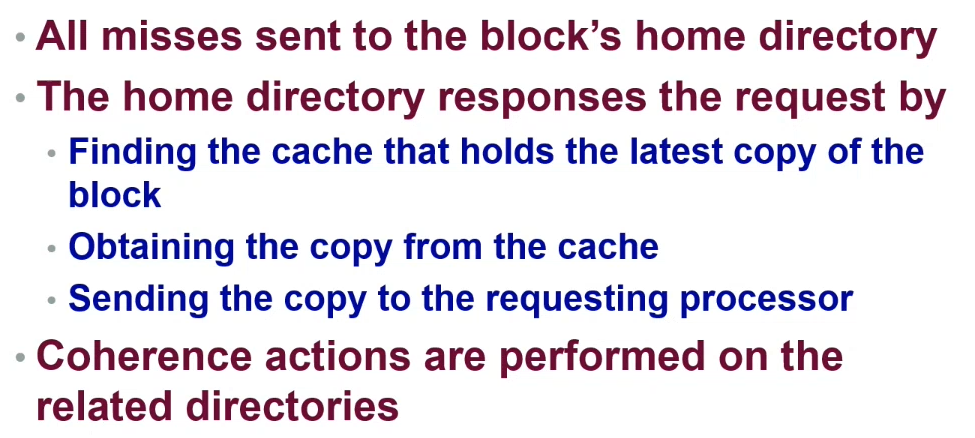 • All misses sent to the block's home directory
• The home directory responses the request by
• Finding the cache that holds the latest copy of the
block
• Obtaining the copy from the cache
• Sending the copy to the requesting processor
• Coherence actions are performed on the
related directories